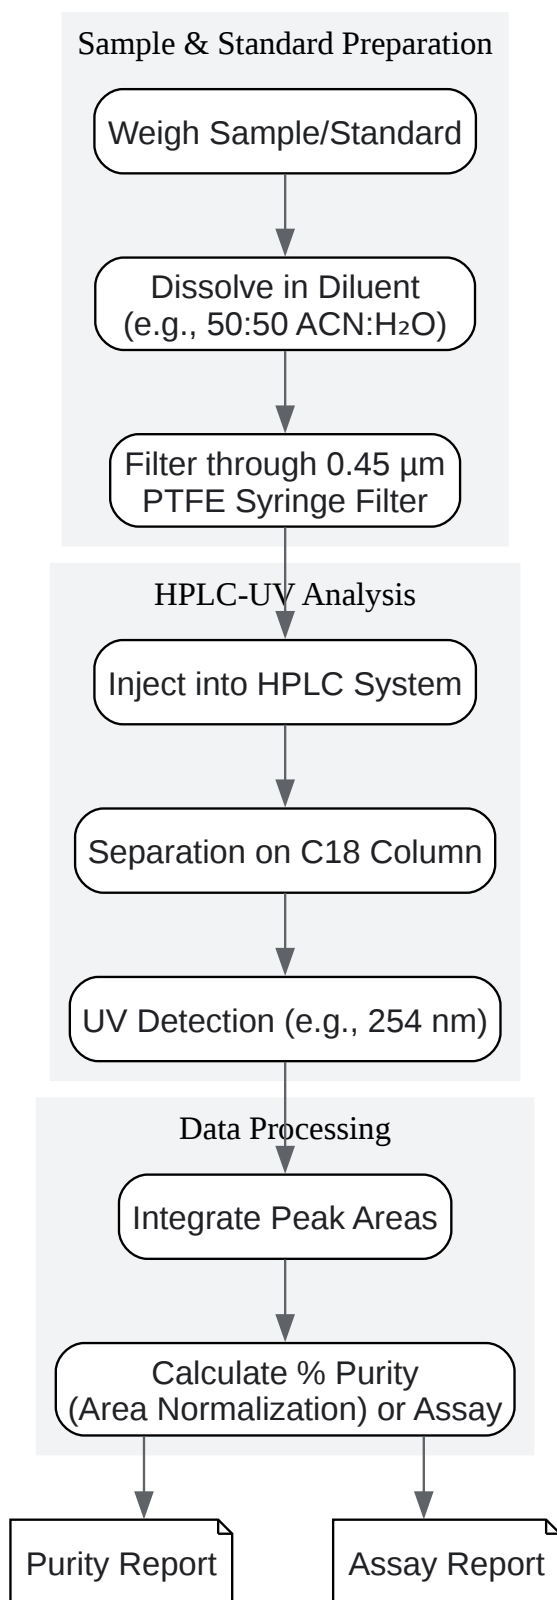 Sample & Standard Preparation
Weigh Sample/Standard
Dissolve in Diluent
(e.g., 50:50 ACN:H₂O)
Filter through 0.45 µm
PTFE Syringe Filter
HPLC-UV Analysis
Inject into HPLC System
Separation on C18 Column
UV Detection (e.g., 254 nm)
Data Processing
Integrate Peak Areas
Calculate % Purity
(Area Normalization) or Assay
Purity Report
Assay Report